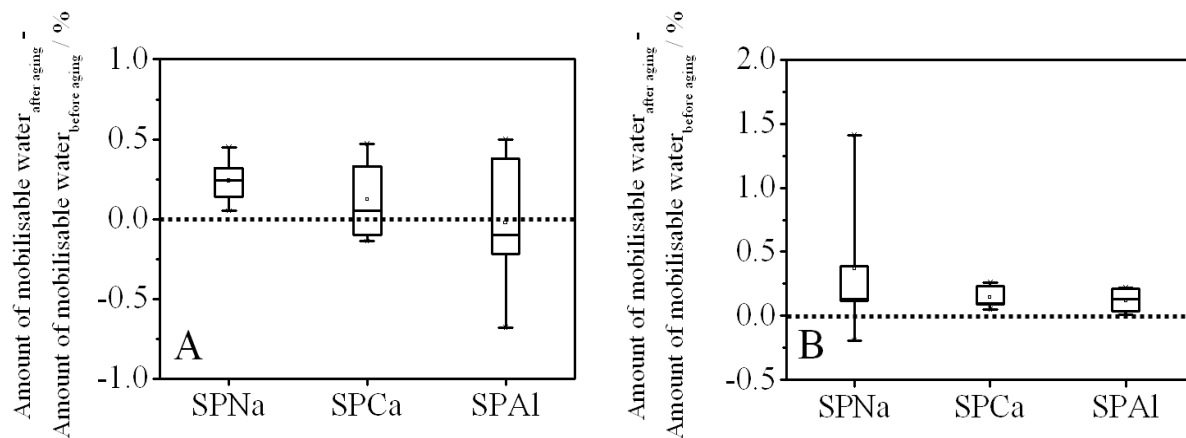 Amount of mobilisable water after aging -
Amount of mobilisable water before aging / %
1.0
0.5
0.0
-0.5
-1.0
A
SPNa SPCa SPAl
Amount of mobilisable water after aging -
Amount of mobilisable water before aging / %
2.0
1.5
1.0
0.5
0.0
-0.5
B
SPNa SPCa SPAl